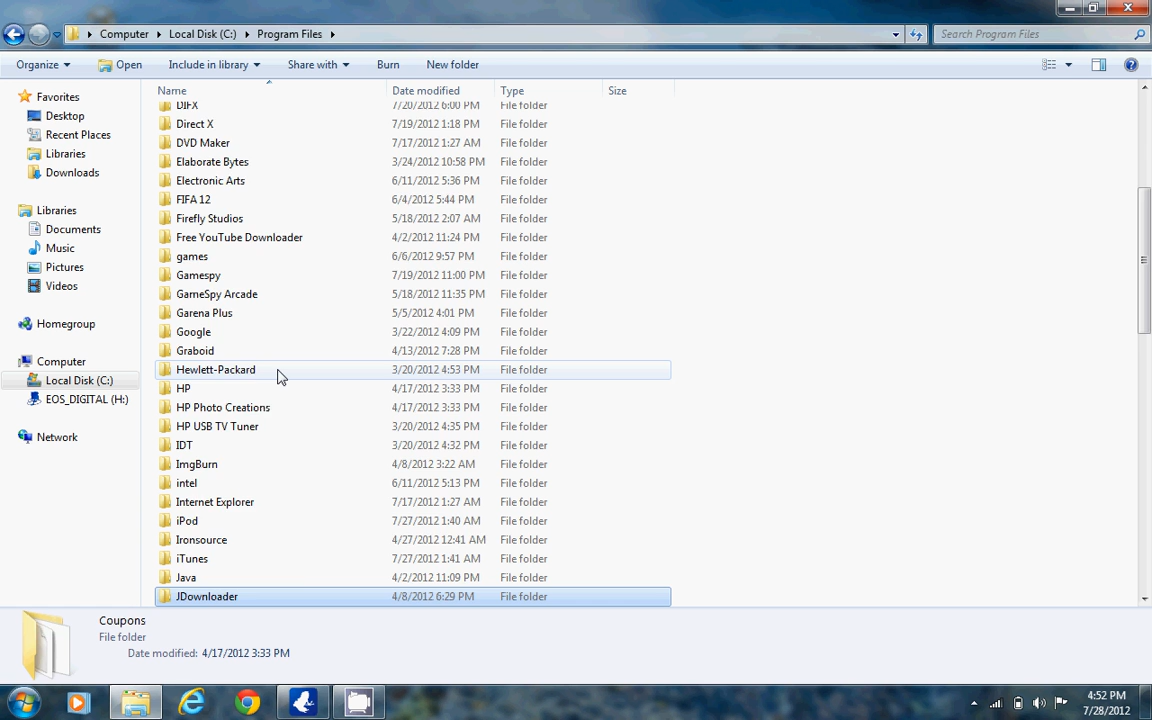 Computer Local Disk (C:) Program Files Search Program Files
Organize Open Include in library Share with Burn New folder
Name Date modified Type Size
Favorites
Desktop
Recent Places
Libraries
Downloads
Libraries
Documents
Music
Pictures
Videos
Homegroup
Computer
Local Disk (C:)
EOS_DIGITAL (H:)
Network
DIFX 7/20/2012 6:00 PM File folder
Direct X 7/19/2012 1:18 PM File folder
DVD Maker 7/17/2012 1:27 AM File folder
Elaborate Bytes 3/24/2012 10:58 PM File folder
Electronic Arts 6/11/2012 5:36 PM File folder
FIFA 12 6/4/2012 5:44 PM File folder
Firefly Studios 5/18/2012 2:07 AM File folder
Free YouTube Downloader 4/2/2012 11:24 PM File folder
games 6/6/2012 9:57 PM File folder
Gamespy 7/19/2012 11:00 PM File folder
GameSpy Arcade 5/18/2012 11:35 PM File folder
Garena Plus 5/5/2012 4:01 PM File folder
Google 3/22/2012 4:09 PM File folder
Graboid 4/13/2012 7:28 PM File folder
Hewlett-Packard 3/20/2012 4:53 PM File folder
HP 4/17/2012 3:33 PM File folder
HP Photo Creations 4/17/2012 3:33 PM File folder
HP USB TV Tuner 3/20/2012 4:35 PM File folder
IDT 3/20/2012 4:32 PM File folder
ImgBurn 4/8/2012 3:22 AM File folder
intel 6/11/2012 5:13 PM File folder
Internet Explorer 7/17/2012 1:27 AM File folder
iPod 7/27/2012 1:40 AM File folder
Ironsource 4/27/2012 12:41 AM File folder
iTunes 7/27/2012 1:41 AM File folder
Java 4/2/2012 11:09 PM File folder
JDownloader 4/8/2012 6:29 PM File folder
Coupons
File folder
Date modified: 4/17/2012 3:33 PM
4:52 PM
7/28/2012